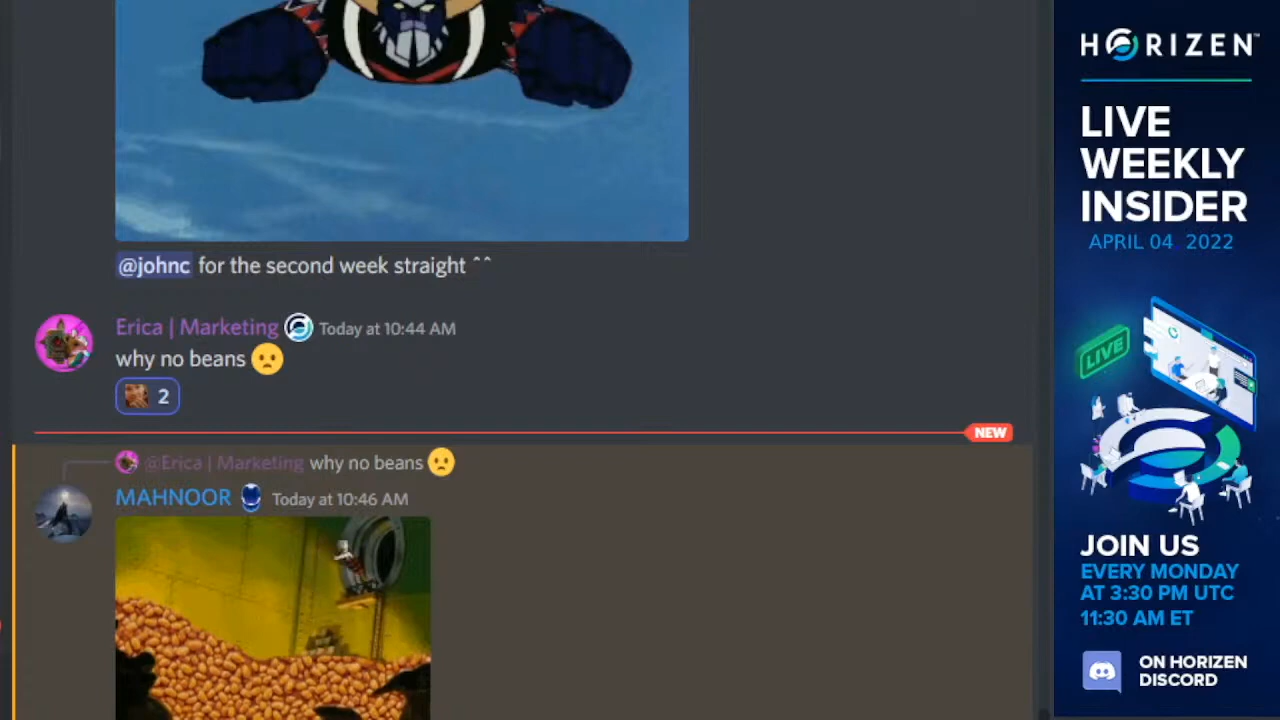 @johnc for the second week straight ^^
Erica | Marketing Today at 10:44 AM
why no beans
2
NEW
@Erica | Marketing why no beans
MAHNOOR Today at 10:46 AM
HORIZEN™
LIVE
WEEKLY
INSIDER
APRIL 04 2022
LIVE
JOIN US
EVERY MONDAY
AT 3:30 PM UTC
11:30 AM ET
ON HORIZEN
DISCORD